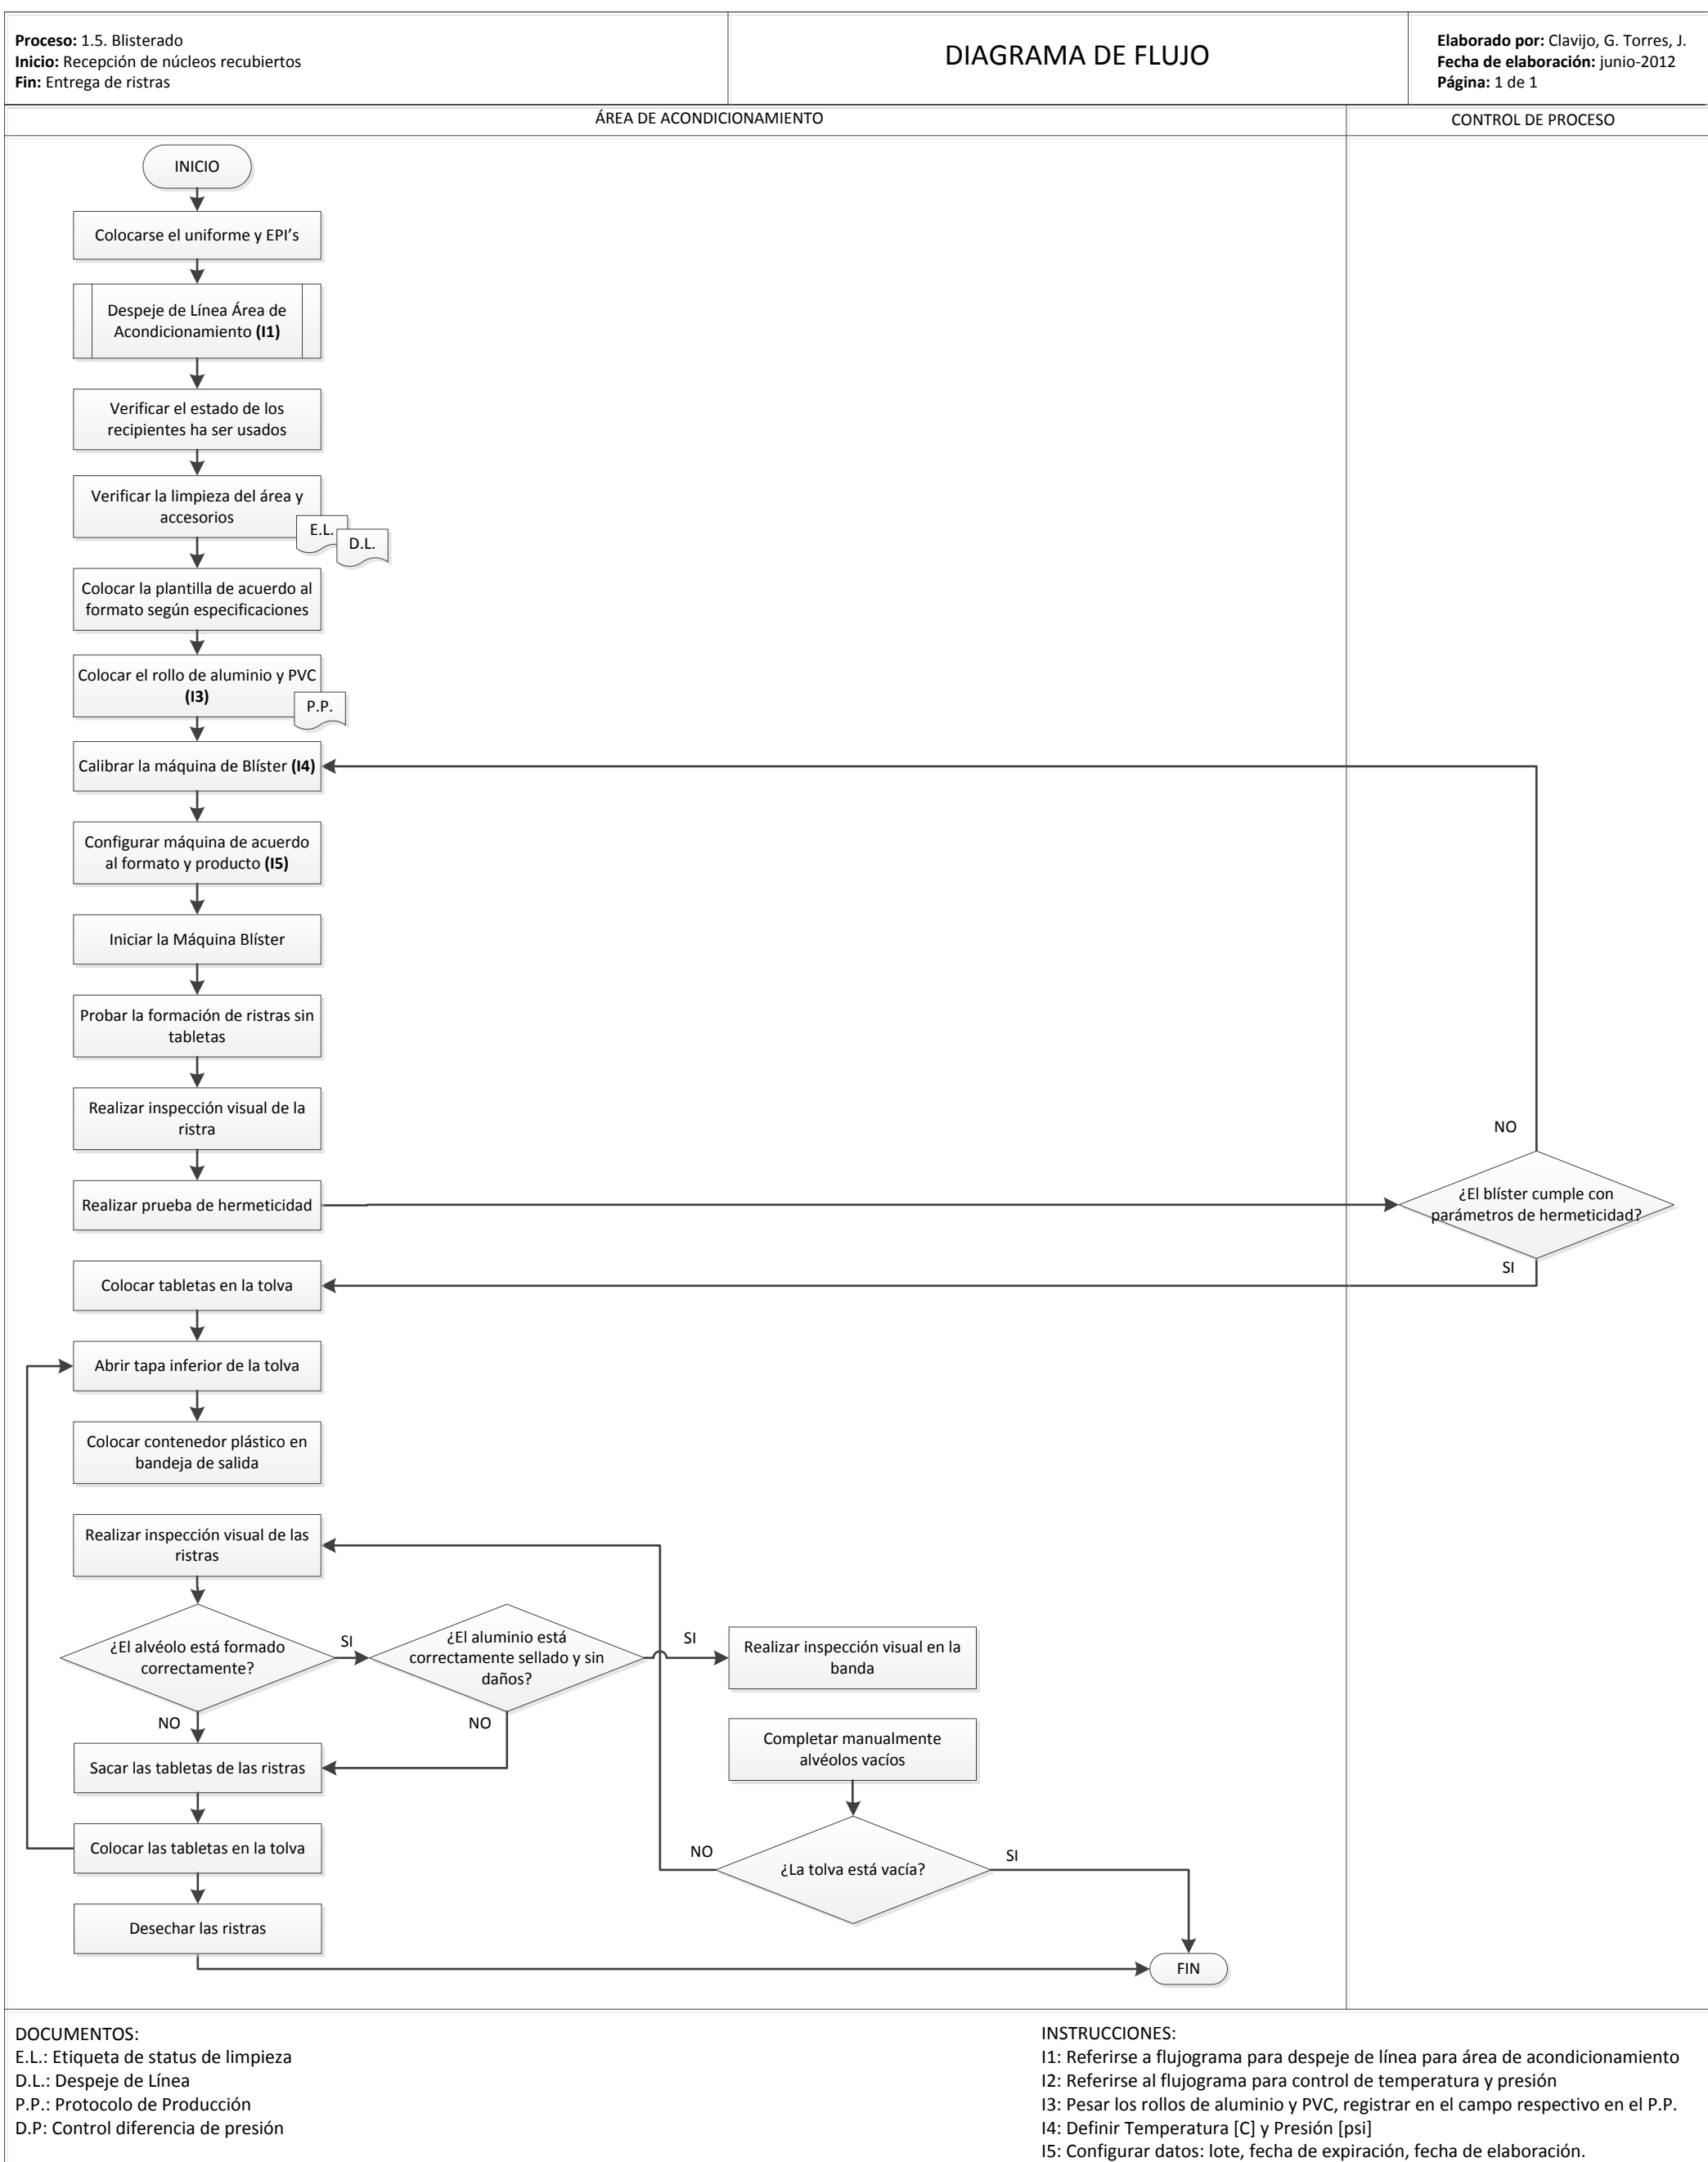 Proceso: 1.5. Blisterado
Inicio: Recepción de núcleos recubiertos
Fin: Entrega de ristras
DIAGRAMA DE FLUJO
Elaborado por: Clavijo, G. Torres, J.
Fecha de elaboración: junio-2012
Página: 1 de 1
ÁREA DE ACONDICIONAMIENTO
CONTROL DE PROCESO
INICIO
Colocarse el uniforme y EPI's
Despeje de Línea Área de
Acondicionamiento (I1)
Verificar el estado de los
recipientes ha ser usados
Verificar la limpieza del área y
accesorios
E.L.
D.L.
Colocar la plantilla de acuerdo al
formato según especificaciones
Colocar el rollo de aluminio y PVC
(I3)
P.P.
Calibrar la máquina de Blíster (I4)
Configurar máquina de acuerdo
al formato y producto (I5)
Iniciar la Máquina Blíster
Probar la formación de ristras sin
tabletas
Realizar inspección visual de la
ristra
NO
Realizar prueba de hermeticidad
¿El blíster cumple con
parámetros de hermeticidad?
SI
Colocar tabletas en la tolva
Abrir tapa inferior de la tolva
Colocar contenedor plástico en
bandeja de salida
Realizar inspección visual de las
ristras
¿El alvéolo está formado
correctamente?
SI
¿El aluminio está
correctamente sellado y sin
daños?
SI
Realizar inspección visual en la
banda
NO
NO
Sacar las tabletas de las ristras
Completar manualmente
alvéolos vacíos
Colocar las tabletas en la tolva
NO
¿La tolva está vacía?
SI
Desechar las ristras
FIN
DOCUMENTOS:
E.L.: Etiqueta de status de limpieza
D.L.: Despeje de Línea
P.P.: Protocolo de Producción
D.P: Control diferencia de presión
INSTRUCCIONES:
I1: Referirse a flujograma para despeje de línea para área de acondicionamiento
I2: Referirse al flujograma para control de temperatura y presión
I3: Pesar los rollos de aluminio y PVC, registrar en el campo respectivo en el P.P.
I4: Definir Temperatura [C] y Presión [psi]
I5: Configurar datos: lote, fecha de expiración, fecha de elaboración.